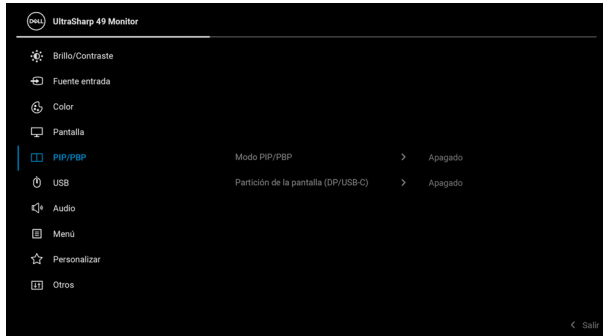 DELL UltraSharp 49 Monitor
Brillo/Contraste
Fuente entrada
Color
Pantalla
PIP/PBP Modo PIP/PBP > Apagado
USB Partición de la pantalla (DP/USB-C) > Apagado
Audio
Menú
Personalizar
Otros
< Salir